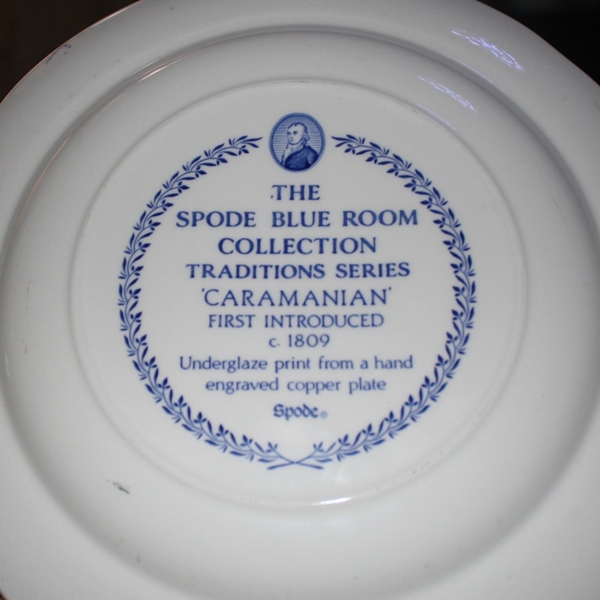 THE
SPODE BLUE ROOM
COLLECTION
TRADITIONS SERIES
'CARAMANIAN'
FIRST INTRODUCED
c. 1809
Underglaze print from a hand
engraved copper plate
Spode®